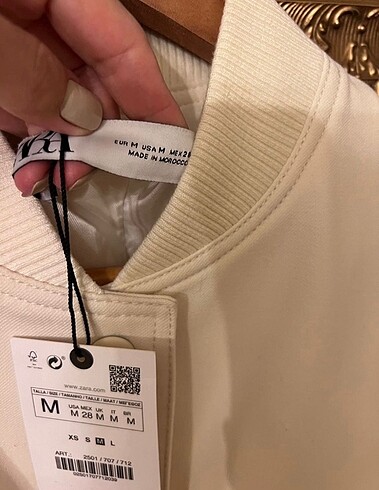 EUR M USA M MEX 28
MADE IN MOROCCO
www.zara.com
TALLA / SIZE / TAMANHO / TAILLE / MAAT / ΜΕΓΕΘΟΣ
M
USA MEX UK IT BR
M 28 M M M
XS S M L
ART.: 2501 / 707 / 712